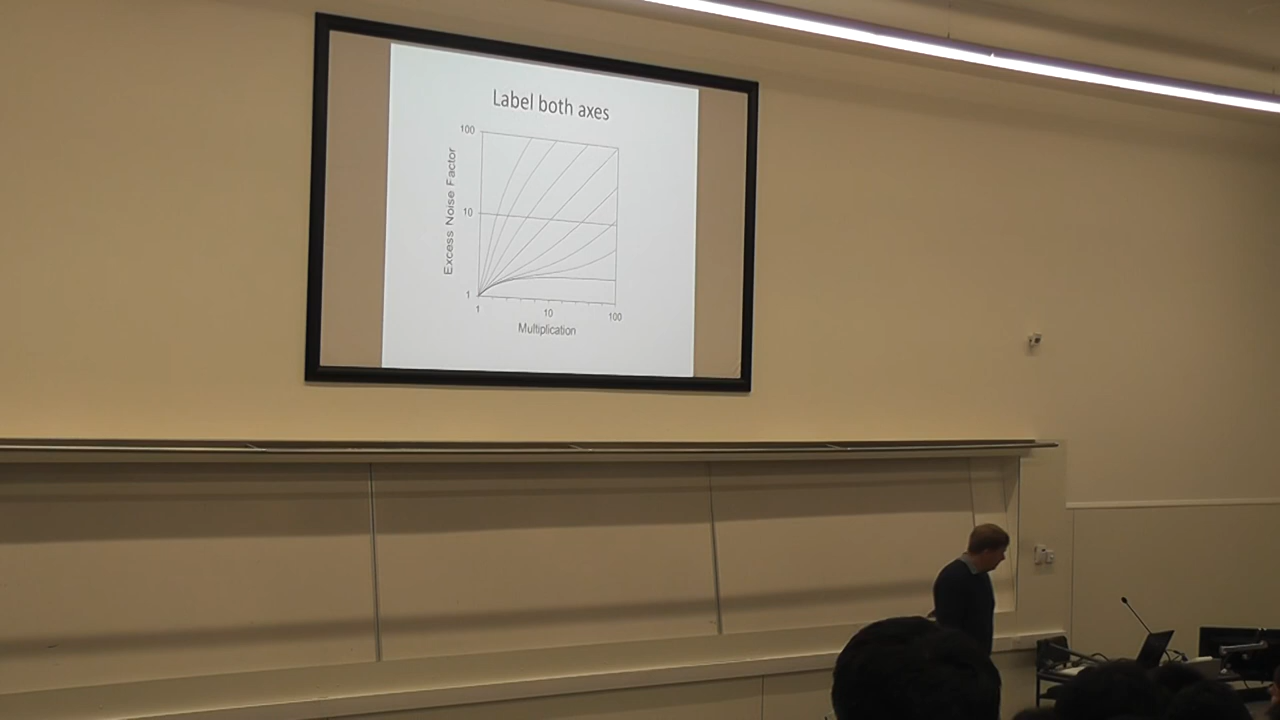 Label both axes
100
Excess Noise Factor
10
1
1
10
100
Multiplication